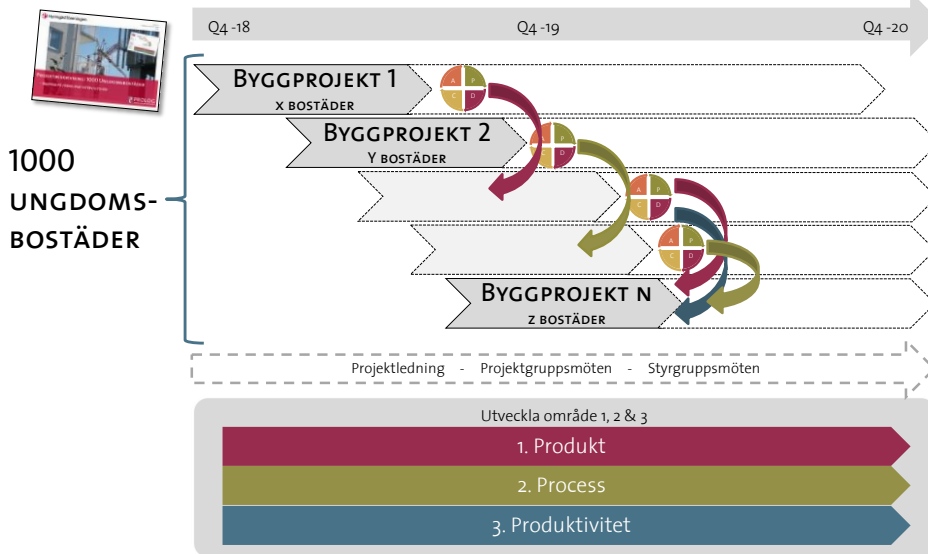 Q4 -18
Q4 -19
Q4 -20
1000
UNGDOMS-
BOSTÄDER
BYGGPROJEKT 1
X BOSTÄDER
A P
C D
BYGGPROJEKT 2
Y BOSTÄDER
A P
C D
A P
C D
A P
C D
BYGGPROJEKT N
Z BOSTÄDER
Projektledning - Projektgruppsmöten - Styrgruppsmöten
Utveckla område 1, 2 & 3
1. Produkt
2. Process
3. Produktivitet